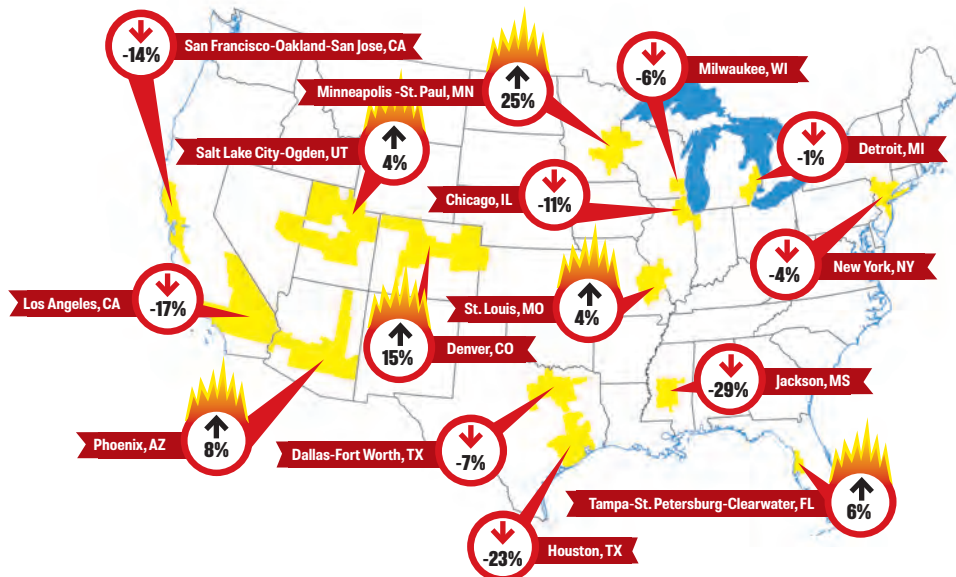 -14%
San Francisco-Oakland-San Jose, CA
Minneapolis -St. Paul, MN
25%
-6%
Milwaukee, WI
Salt Lake City-Ogden, UT
4%
-1%
Detroit, MI
Chicago, IL
-11%
-4%
New York, NY
Los Angeles, CA
-17%
St. Louis, MO
4%
15%
Denver, CO
-29%
Jackson, MS
Phoenix, AZ
8%
Dallas-Fort Worth, TX
-7%
Tampa-St. Petersburg-Clearwater, FL
6%
-23%
Houston, TX